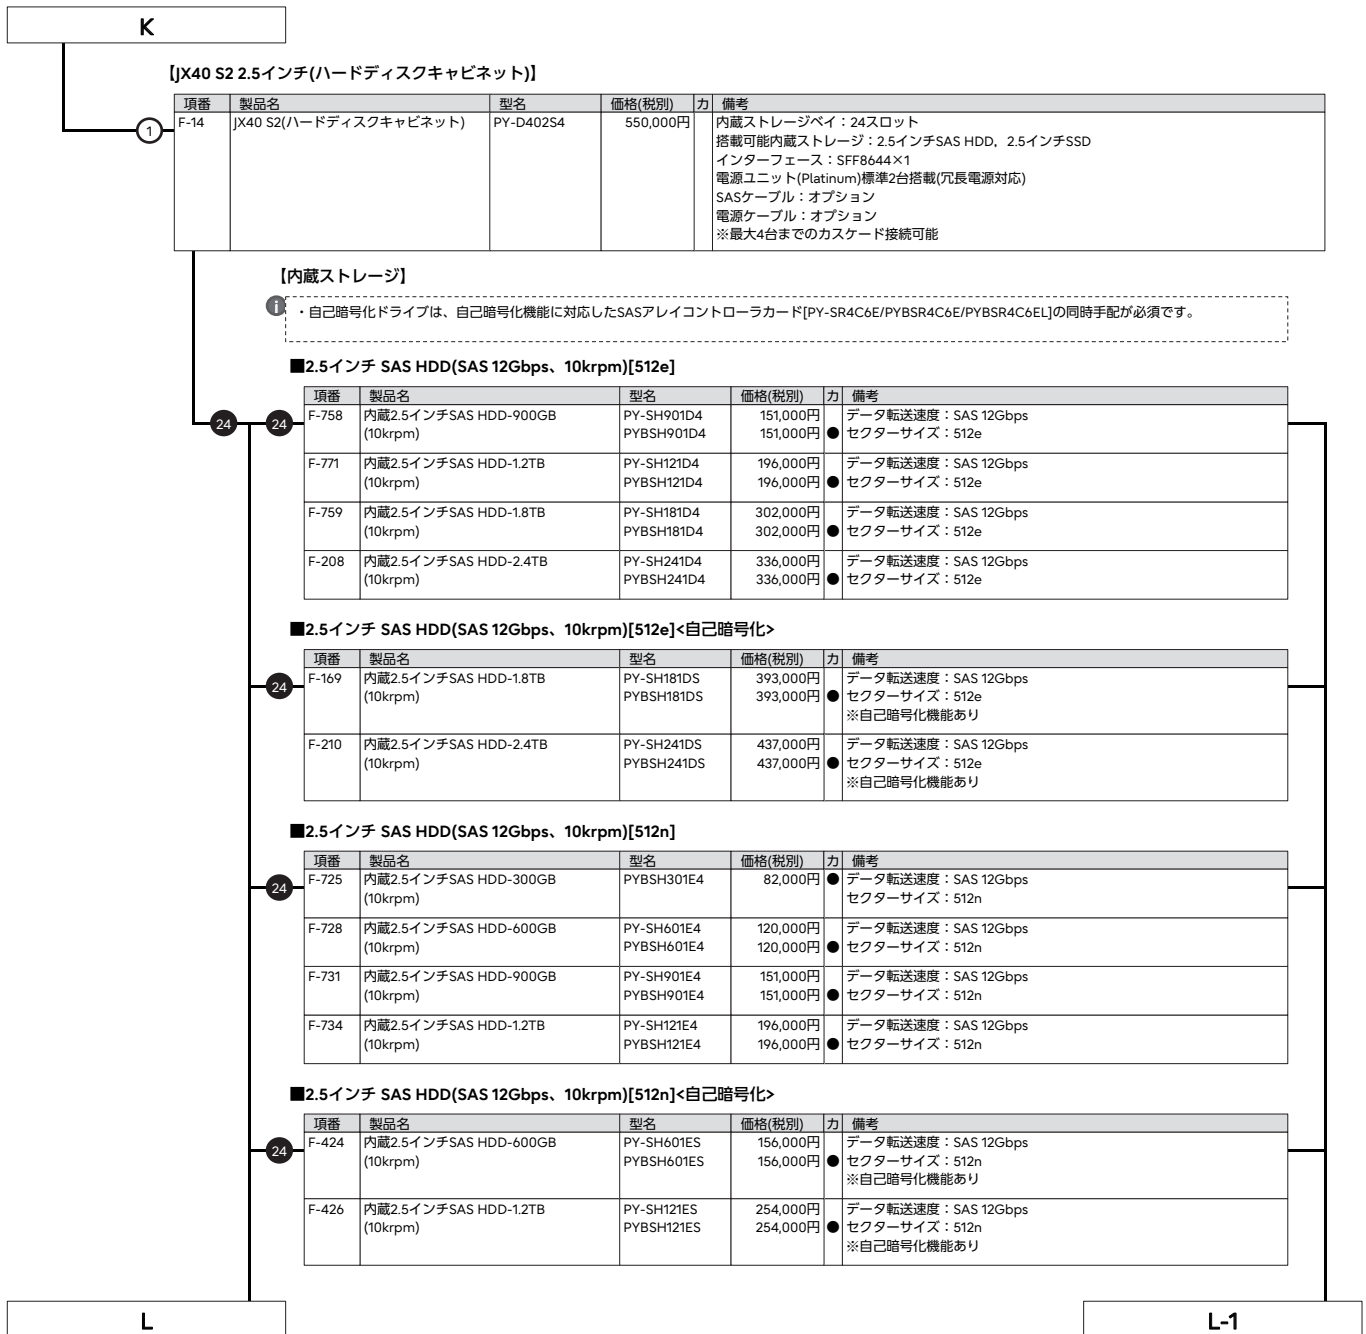 K
【JX40 S2 2.5インチ(ハードディスクキャビネット)】
項番 製品名 型名 価格(税別) カ 備考
F-14 JX40 S2(ハードディスクキャビネット) PY-D402S4 550,000円 内蔵ストレージベイ：24スロット
搭載可能内蔵ストレージ：2.5インチSAS HDD，2.5インチSSD
インターフェース：SFF8644×1
電源ユニット(Platinum)標準2台搭載(冗長電源対応)
SASケーブル：オプション
電源ケーブル：オプション
※最大4台までのカスケード接続可能
1
【内蔵ストレージ】
i ・自己暗号化ドライブは、自己暗号化機能に対応したSASアレイコントローラカード[PY-SR4C6E/PYBSR4C6E/PYBSR4C6EL]の同時手配が必須です。
■2.5インチ SAS HDD(SAS 12Gbps、10krpm)[512e]
項番 製品名 型名 価格(税別) カ 備考
24 24 F-758 内蔵2.5インチSAS HDD-900GB PY-SH901D4 151,000円 データ転送速度：SAS 12Gbps
(10krpm) PYBSH901D4 151,000円 ● セクターサイズ：512e
F-771 内蔵2.5インチSAS HDD-1.2TB PY-SH121D4 196,000円 データ転送速度：SAS 12Gbps
(10krpm) PYBSH121D4 196,000円 ● セクターサイズ：512e
F-759 内蔵2.5インチSAS HDD-1.8TB PY-SH181D4 302,000円 データ転送速度：SAS 12Gbps
(10krpm) PYBSH181D4 302,000円 ● セクターサイズ：512e
F-208 内蔵2.5インチSAS HDD-2.4TB PY-SH241D4 336,000円 データ転送速度：SAS 12Gbps
(10krpm) PYBSH241D4 336,000円 ● セクターサイズ：512e
■2.5インチ SAS HDD(SAS 12Gbps、10krpm)[512e]<自己暗号化>
項番 製品名 型名 価格(税別) カ 備考
24 F-169 内蔵2.5インチSAS HDD-1.8TB PY-SH181DS 393,000円 データ転送速度：SAS 12Gbps
(10krpm) PYBSH181DS 393,000円 ● セクターサイズ：512e
※自己暗号化機能あり
F-210 内蔵2.5インチSAS HDD-2.4TB PY-SH241DS 437,000円 データ転送速度：SAS 12Gbps
(10krpm) PYBSH241DS 437,000円 ● セクターサイズ：512e
※自己暗号化機能あり
■2.5インチ SAS HDD(SAS 12Gbps、10krpm)[512n]
項番 製品名 型名 価格(税別) カ 備考
24 F-725 内蔵2.5インチSAS HDD-300GB PYBSH301E4 82,000円 ● データ転送速度：SAS 12Gbps
(10krpm) セクターサイズ：512n
F-728 内蔵2.5インチSAS HDD-600GB PY-SH601E4 120,000円 データ転送速度：SAS 12Gbps
(10krpm) PYBSH601E4 120,000円 ● セクターサイズ：512n
F-731 内蔵2.5インチSAS HDD-900GB PY-SH901E4 151,000円 データ転送速度：SAS 12Gbps
(10krpm) PYBSH901E4 151,000円 ● セクターサイズ：512n
F-734 内蔵2.5インチSAS HDD-1.2TB PY-SH121E4 196,000円 データ転送速度：SAS 12Gbps
(10krpm) PYBSH121E4 196,000円 ● セクターサイズ：512n
■2.5インチ SAS HDD(SAS 12Gbps、10krpm)[512n]<自己暗号化>
項番 製品名 型名 価格(税別) カ 備考
24 F-424 内蔵2.5インチSAS HDD-600GB PY-SH601ES 156,000円 データ転送速度：SAS 12Gbps
(10krpm) PYBSH601ES 156,000円 ● セクターサイズ：512n
※自己暗号化機能あり
F-426 内蔵2.5インチSAS HDD-1.2TB PY-SH121ES 254,000円 データ転送速度：SAS 12Gbps
(10krpm) PYBSH121ES 254,000円 ● セクターサイズ：512n
※自己暗号化機能あり
L L-1